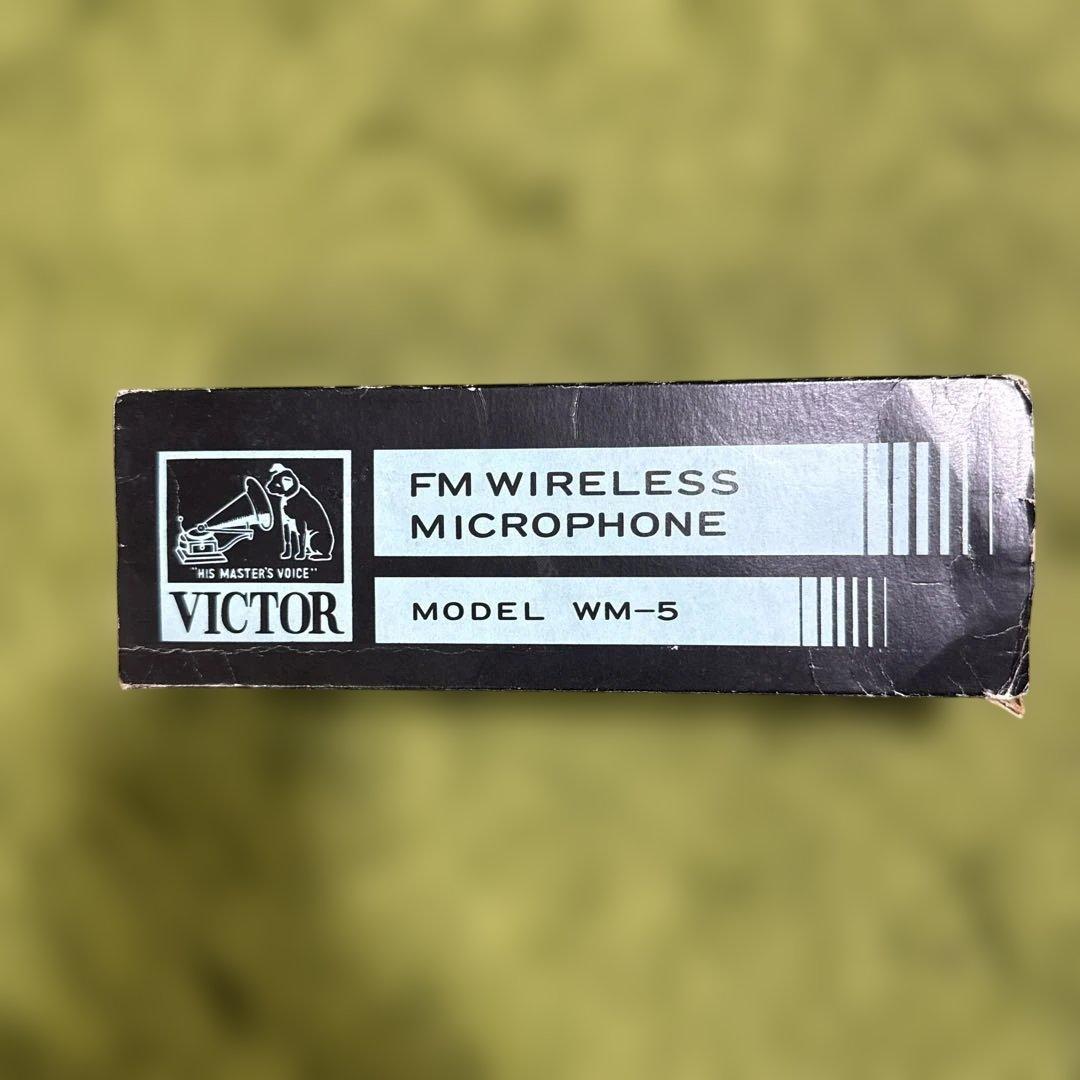 "HIS MASTER'S VOICE"
VICTOR
FM WIRELESS
MICROPHONE
MODEL WM-5